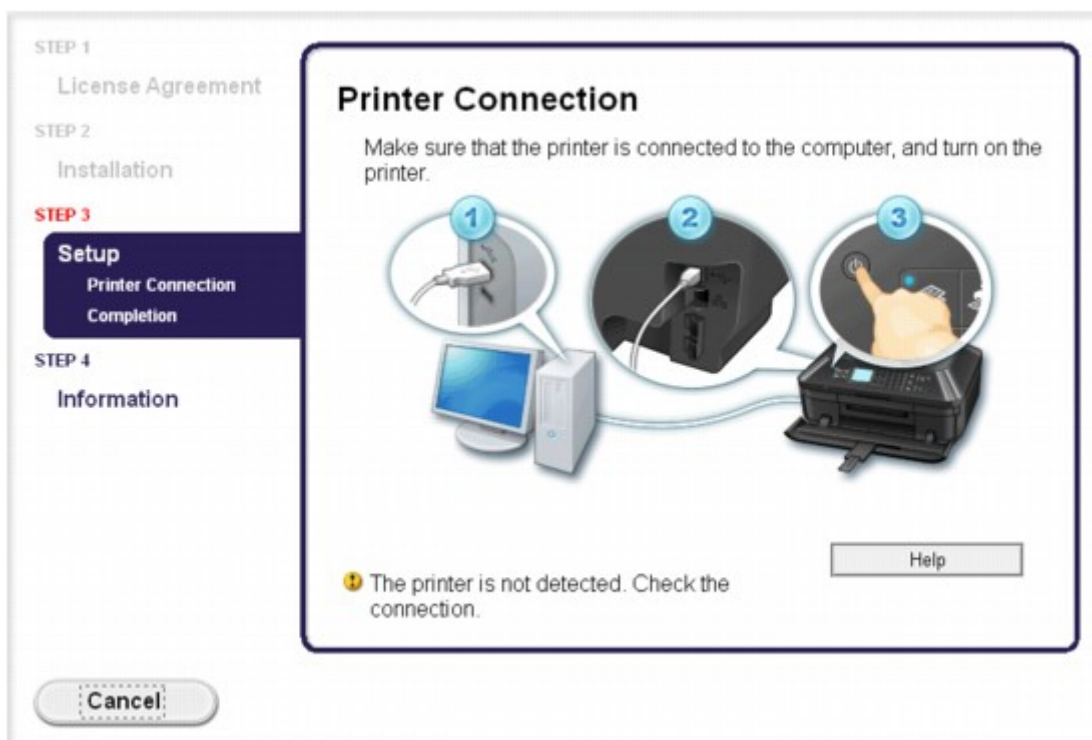 STEP 1
License Agreement
STEP 2
Installation
STEP 3
Setup
Printer Connection
Completion
STEP 4
Information
Printer Connection
Make sure that the printer is connected to the computer, and turn on the
printer.
1
2
3
Help
The printer is not detected. Check the
connection.
Cancel